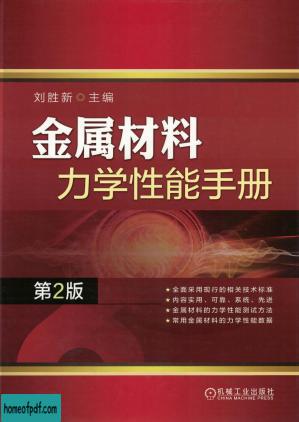 刘胜新 ◎ 主编
金属材料
力学性能手册
第2版
★ 全面采用现行的相关技术标准
★ 内容实用、可靠、系统、先进
★ 金属材料的力学性能测试方法
★ 常用金属材料的力学性能数据
机械工业出版社
CHINA MACHINE PRESS
homeofpdf.com